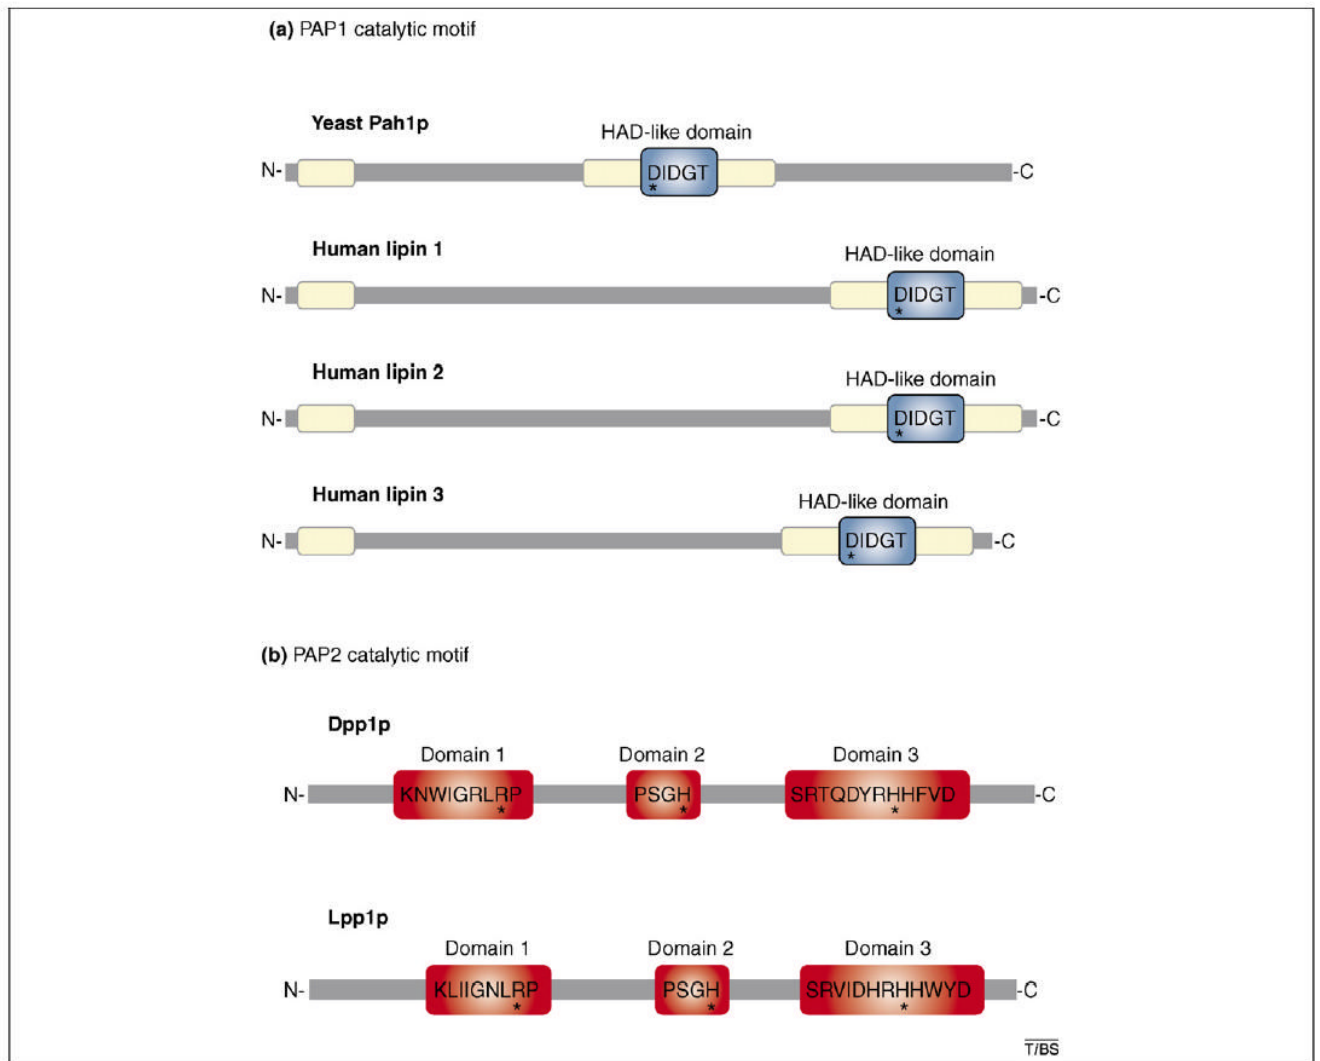 (a) PAP1 catalytic motif
Yeast Pah1p
HAD-like domain
N- DIDGT -C
*
Human lipin 1
HAD-like domain
N- DIDGT -C
*
Human lipin 2
HAD-like domain
N- DIDGT -C
*
Human lipin 3
HAD-like domain
N- DIDGT -C
*
(b) PAP2 catalytic motif
Dpp1p
Domain 1 Domain 2 Domain 3
N- KNWIGRLRP PSGH SRTQDYRHHFVD -C
* * *
Lpp1p
Domain 1 Domain 2 Domain 3
N- KLIIGNLRP PSGH SRVIDHRHHWYD -C
* * *
T/BS